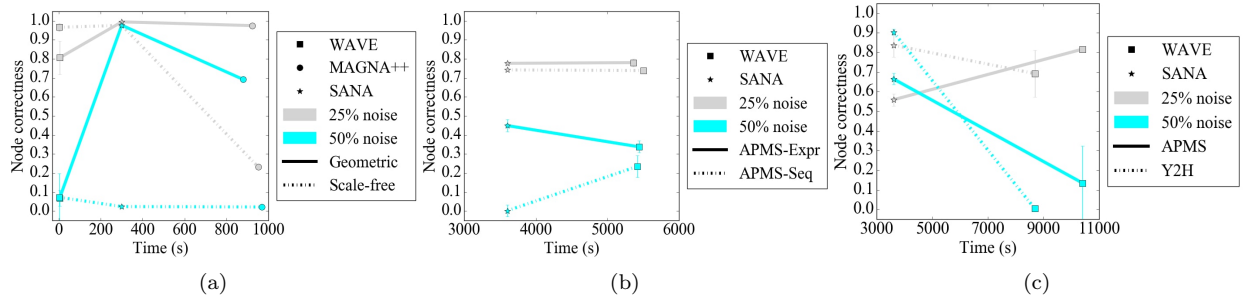 Node correctness
1.0
0.9
0.8
0.7
0.6
0.5
0.4
0.3
0.2
0.1
0.0
0 200 400 600 800 1000
Time (s)
WAVE
MAGNA++
SANA
25% noise
50% noise
Geometric
Scale-free
(a)
Node correctness
1.0
0.9
0.8
0.7
0.6
0.5
0.4
0.3
0.2
0.1
0.0
3000 4000 5000 6000
Time (s)
WAVE
SANA
25% noise
50% noise
APMS-Expr
APMS-Seq
(b)
Node correctness
1.0
0.9
0.8
0.7
0.6
0.5
0.4
0.3
0.2
0.1
0.0
3000 5000 7000 9000 11000
Time (s)
WAVE
SANA
25% noise
50% noise
APMS
Y2H
(c)